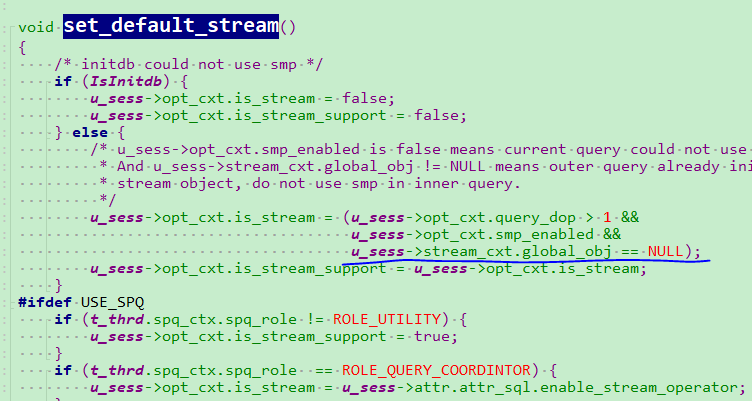 void set_default_stream()
{
/* initdb could not use smp */
if (IsInitdb) {
u_sess->opt_cxt.is_stream = false;
u_sess->opt_cxt.is_stream_support = false;
} else {
/* u_sess->opt_cxt.smp_enabled is false means current query could not use
* And u_sess->stream_cxt.global_obj != NULL means outer query already ini
* stream object, do not use smp in inner query.
*/
u_sess->opt_cxt.is_stream = (u_sess->opt_cxt.query_dop > 1 &&
u_sess->opt_cxt.smp_enabled &&
u_sess->stream_cxt.global_obj == NULL);
u_sess->opt_cxt.is_stream_support = u_sess->opt_cxt.is_stream;
}
#ifdef USE_SPQ
if (t_thrd.spq_ctx.spq_role != ROLE_UTILITY) {
u_sess->opt_cxt.is_stream_support = true;
}
if (t_thrd.spq_ctx.spq_role == ROLE_QUERY_COORDINTOR) {
u_sess->opt_cxt.is_stream = u_sess->attr.attr_sql.enable_stream_operator;